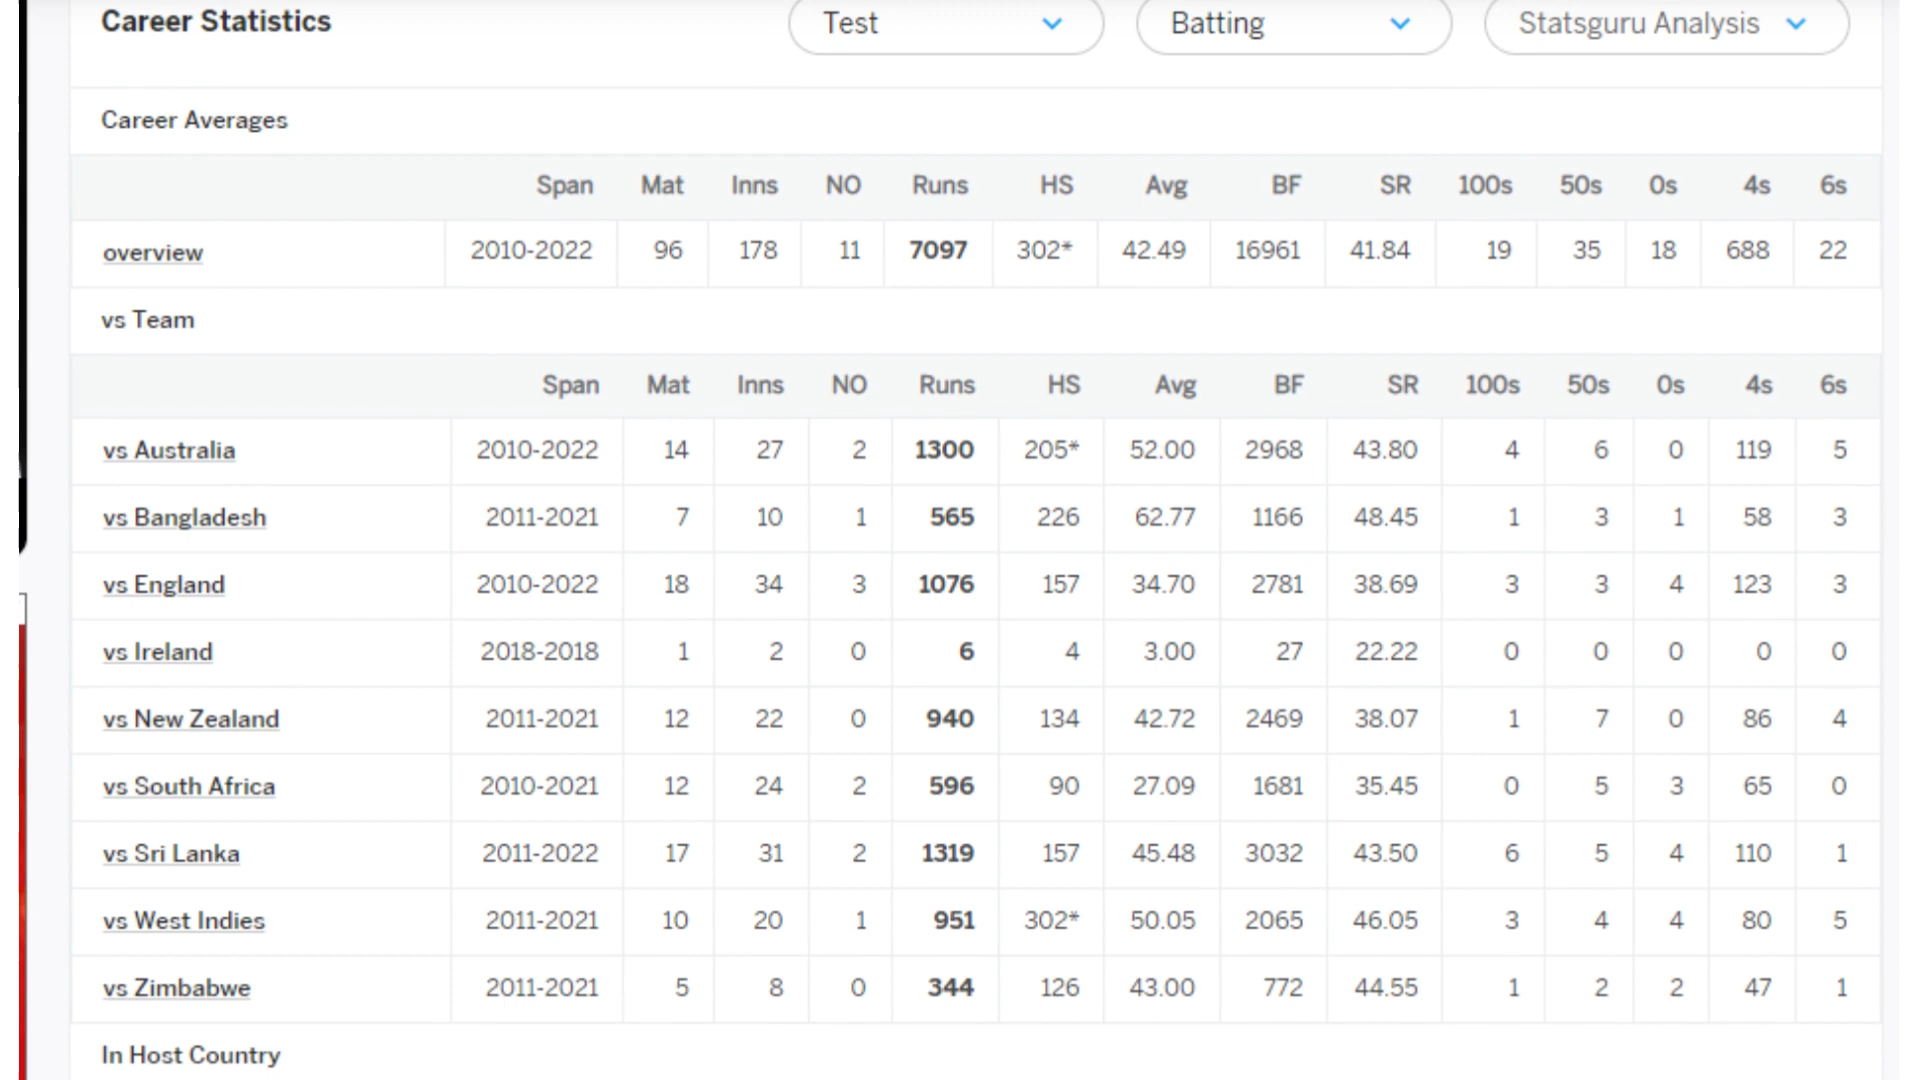 Career Statistics Test Batting Statsguru Analysis
Career Averages
Span Mat Inns NO Runs HS Avg BF SR 100s 50s 0s 4s 6s
overview 2010-2022 96 178 11 7097 302* 42.49 16961 41.84 19 35 18 688 22
vs Team
Span Mat Inns NO Runs HS Avg BF SR 100s 50s 0s 4s 6s
vs Australia 2010-2022 14 27 2 1300 205* 52.00 2968 43.80 4 6 0 119 5
vs Bangladesh 2011-2021 7 10 1 565 226 62.77 1166 48.45 1 3 1 58 3
vs England 2010-2022 18 34 3 1076 157 34.70 2781 38.69 3 3 4 123 3
vs Ireland 2018-2018 1 2 0 6 4 3.00 27 22.22 0 0 0 0 0
vs New Zealand 2011-2021 12 22 0 940 134 42.72 2469 38.07 1 7 0 86 4
vs South Africa 2010-2021 12 24 2 596 90 27.09 1681 35.45 0 5 3 65 0
vs Sri Lanka 2011-2022 17 31 2 1319 157 45.48 3032 43.50 6 5 4 110 1
vs West Indies 2011-2021 10 20 1 951 302* 50.05 2065 46.05 3 4 4 80 5
vs Zimbabwe 2011-2021 5 8 0 344 126 43.00 772 44.55 1 2 2 47 1
In Host Country